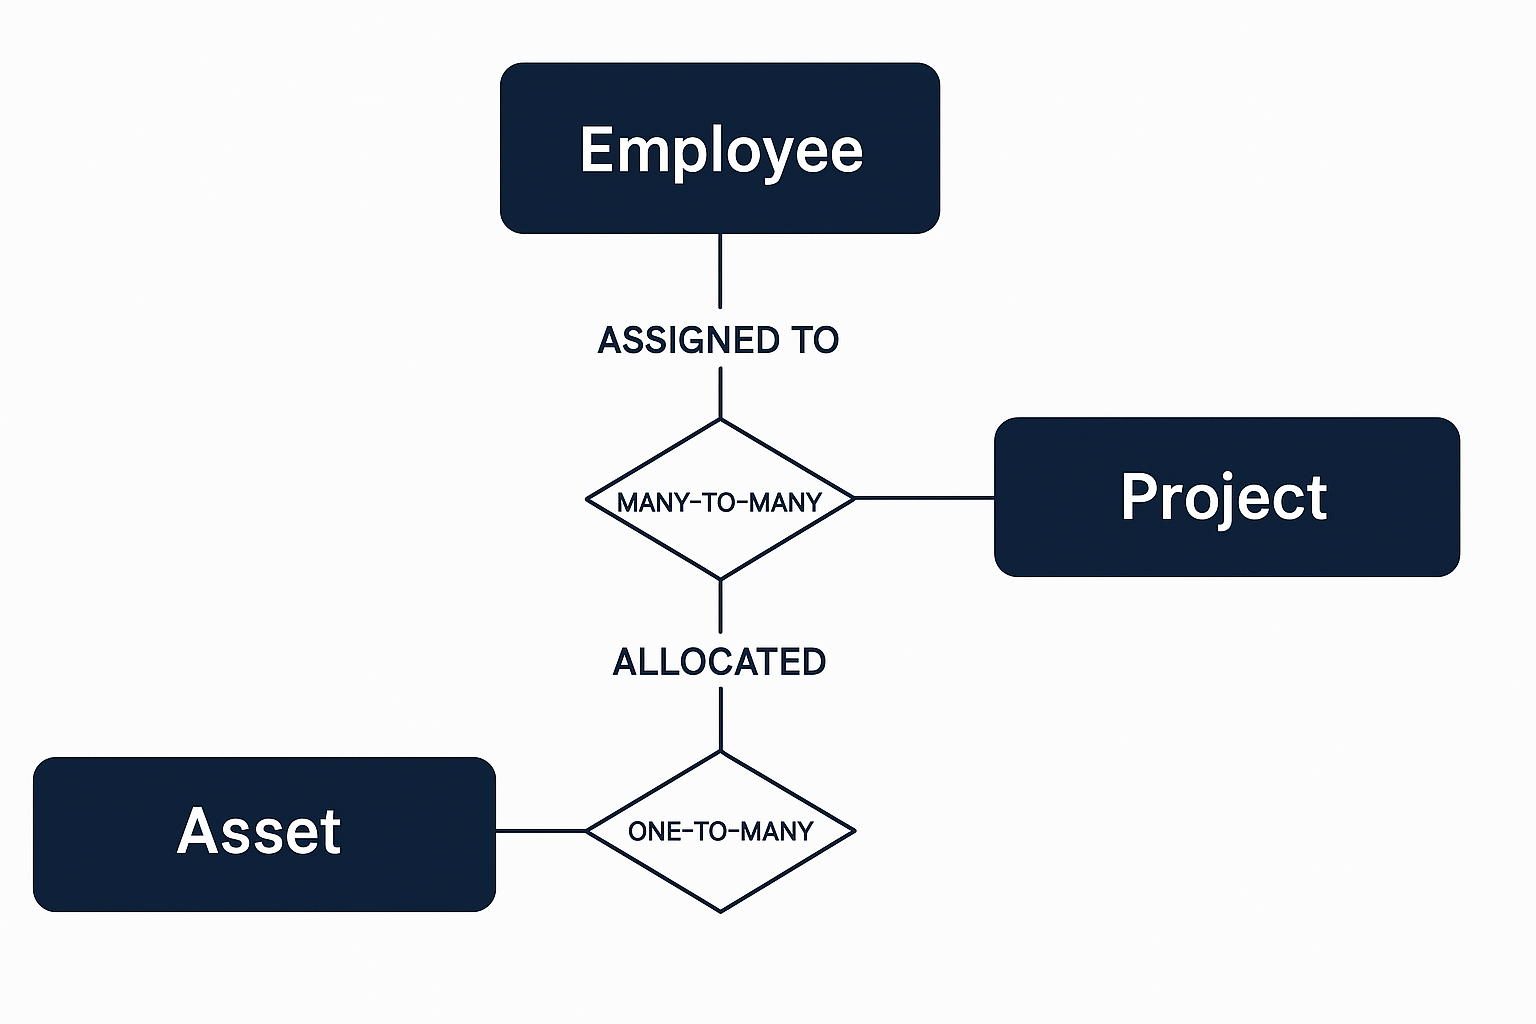 Employee
ASSIGNED TO
MANY-TO-MANY
Project
ALLOCATED
Asset
ONE-TO-MANY